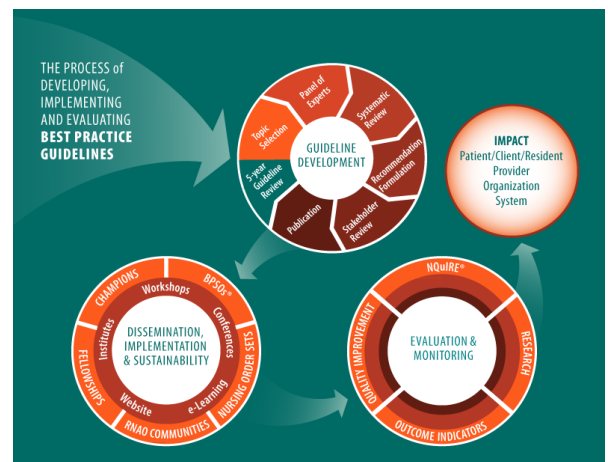 THE PROCESS of
DEVELOPING,
IMPLEMENTING
AND EVALUATING
BEST PRACTICE
GUIDELINES
Topic
Selection
Panel of
Experts
Systematic
Review
Recommendation
Formulation
Stakeholder
Review
Publication
5-year
Guideline
Review
GUIDELINE
DEVELOPMENT
IMPACT
Patient/Client/Resident
Provider
Organization
System
CHAMPIONS
BPSOs®
NURSING ORDER SETS
RNAO COMMUNITIES
FELLOWSHIPS
Workshops
Conferences
e-Learning
Website
Institutes
DISSEMINATION,
IMPLEMENTATION
& SUSTAINABILITY
NQuIRE®
RESEARCH
OUTCOME INDICATORS
QUALITY IMPROVEMENT
EVALUATION &
MONITORING